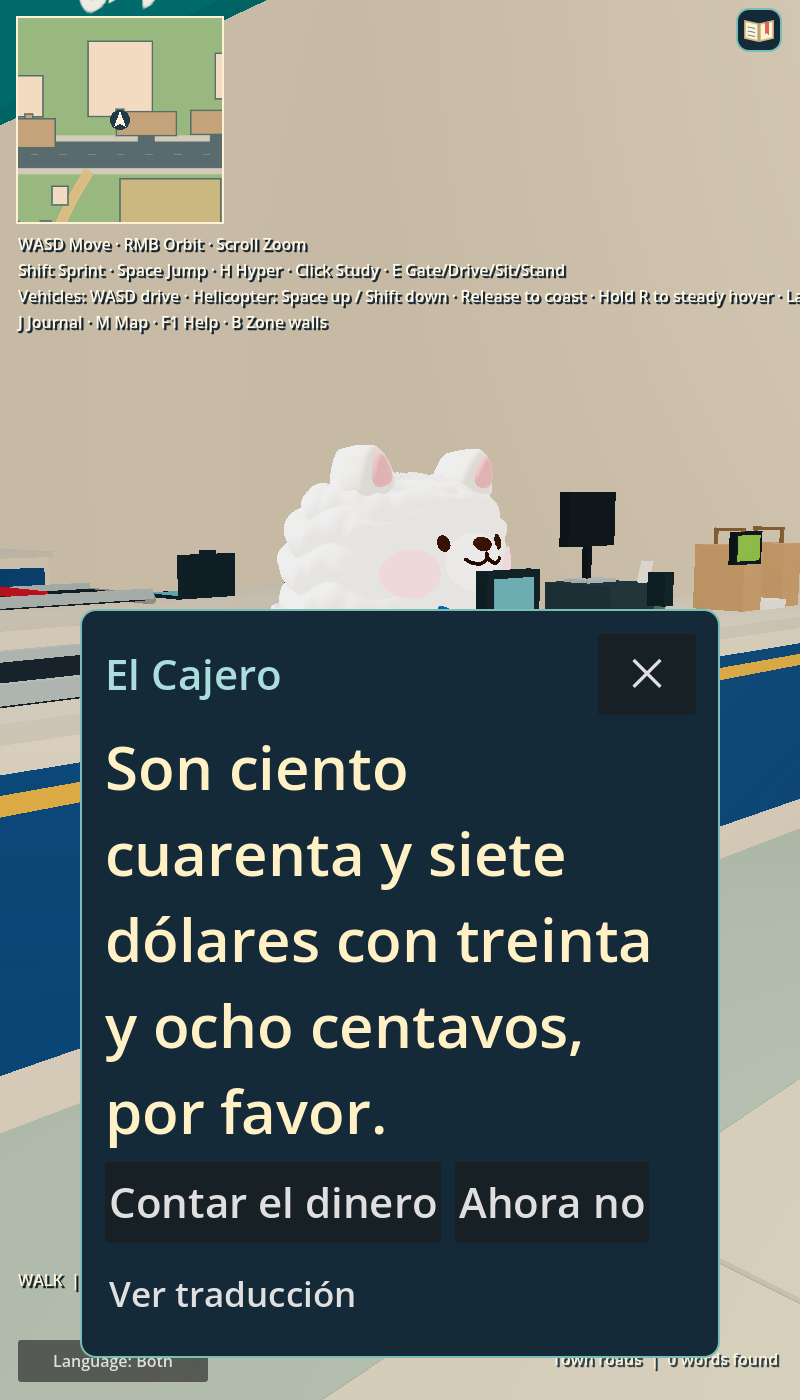 WASD Move · RMB Orbit · Scroll Zoom
Shift Sprint · Space Jump · H Hyper · Click Study · E Gate/Drive/Sit/Stand
Vehicles: WASD drive · Helicopter: Space up / Shift down · Release to coast · Hold R to steady hover ·
J Journal · M Map · F1 Help · B Zone walls
El Cajero
Son ciento
cuarenta y siete
dólares con treinta
y ocho centavos,
por favor.
Contar el dinero
Ahora no
Ver traducción
WALK |
Language: Both
Town roads | 0 words found